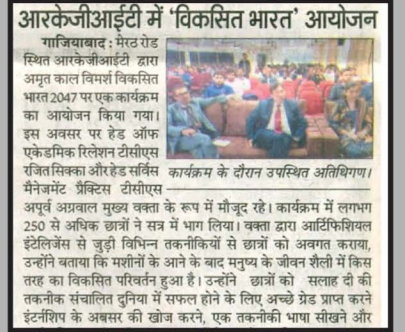 आरकेजीआईटी में 'विकसित भारत' आयोजन
गाजियाबाद : मेरठ रोड
स्थित आरकेजीआईटी द्वारा
अमृत काल विमर्श विकसित
भारत 2047 पर एक कार्यक्रम
का आयोजन किया गया।
इस अवसर पर हेड ऑफ
एकेडमिक रिलेशन टीसीएस
रजित सिक्का और हेड सर्विस
मैनेजमेंट प्रैक्टिस टीसीएस
कार्यक्रम के दौरान उपस्थित अतिथिगण।
अपूर्व अग्रवाल मुख्य वक्ता के रूप में मौजूद रहे। कार्यक्रम में लगभग
250 से अधिक छात्रों ने सत्र में भाग लिया। वक्ता द्वारा आर्टिफिशियल
इंटेलिजेंस से जुड़ी विभिन्न तकनीकियों से छात्रों को अवगत कराया,
उन्होंने बताया कि मशीनों के आने के बाद मनुष्य के जीवन शैली में किस
तरह का विकसित परिवर्तन हुआ है। उन्होंने छात्रों को सलाह दी की
तकनीक संचालित दुनिया में सफल होने के लिए अच्छे ग्रेड प्राप्त करने
इंटर्नशिप के अबसर की खोज करने, एक तकनीकी भाषा सीखने और